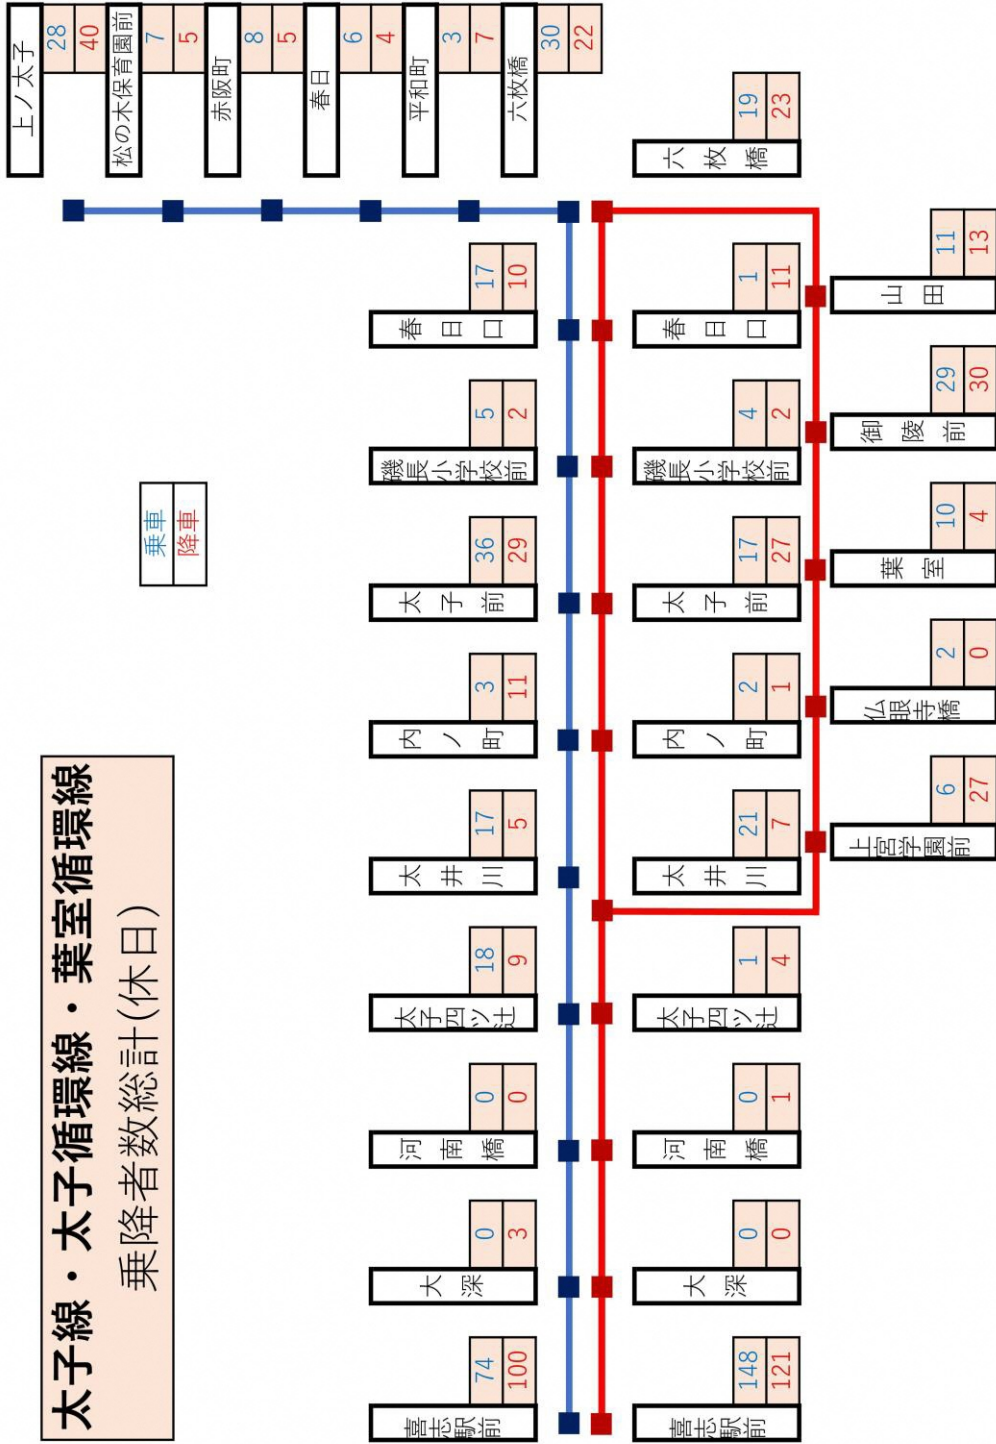 太子線・太子循環線・葉室循環線
乗降者数総計(休日)
乗車
降車
上ノ太子
28
40
松の木保育園前
7
5
赤阪町
8
5
春日
6
4
平和町
3
7
六枚橋
30
22
喜志駅前
74
100
大深
0
3
河南橋
0
0
太子四ツ辻
18
9
太井川
17
5
内ノ町
3
11
太子前
36
29
磯長小学校前
5
2
春日口
17
10
喜志駅前
148
121
大深
0
0
河南橋
0
1
太子四ツ辻
1
4
太井川
21
7
内ノ町
2
1
太子前
17
27
磯長小学校前
4
2
春日口
1
11
六枚橋
19
23
上宮学園前
6
27
仏眼寺橋
2
0
葉室
10
4
御陵前
29
30
山田
11
13